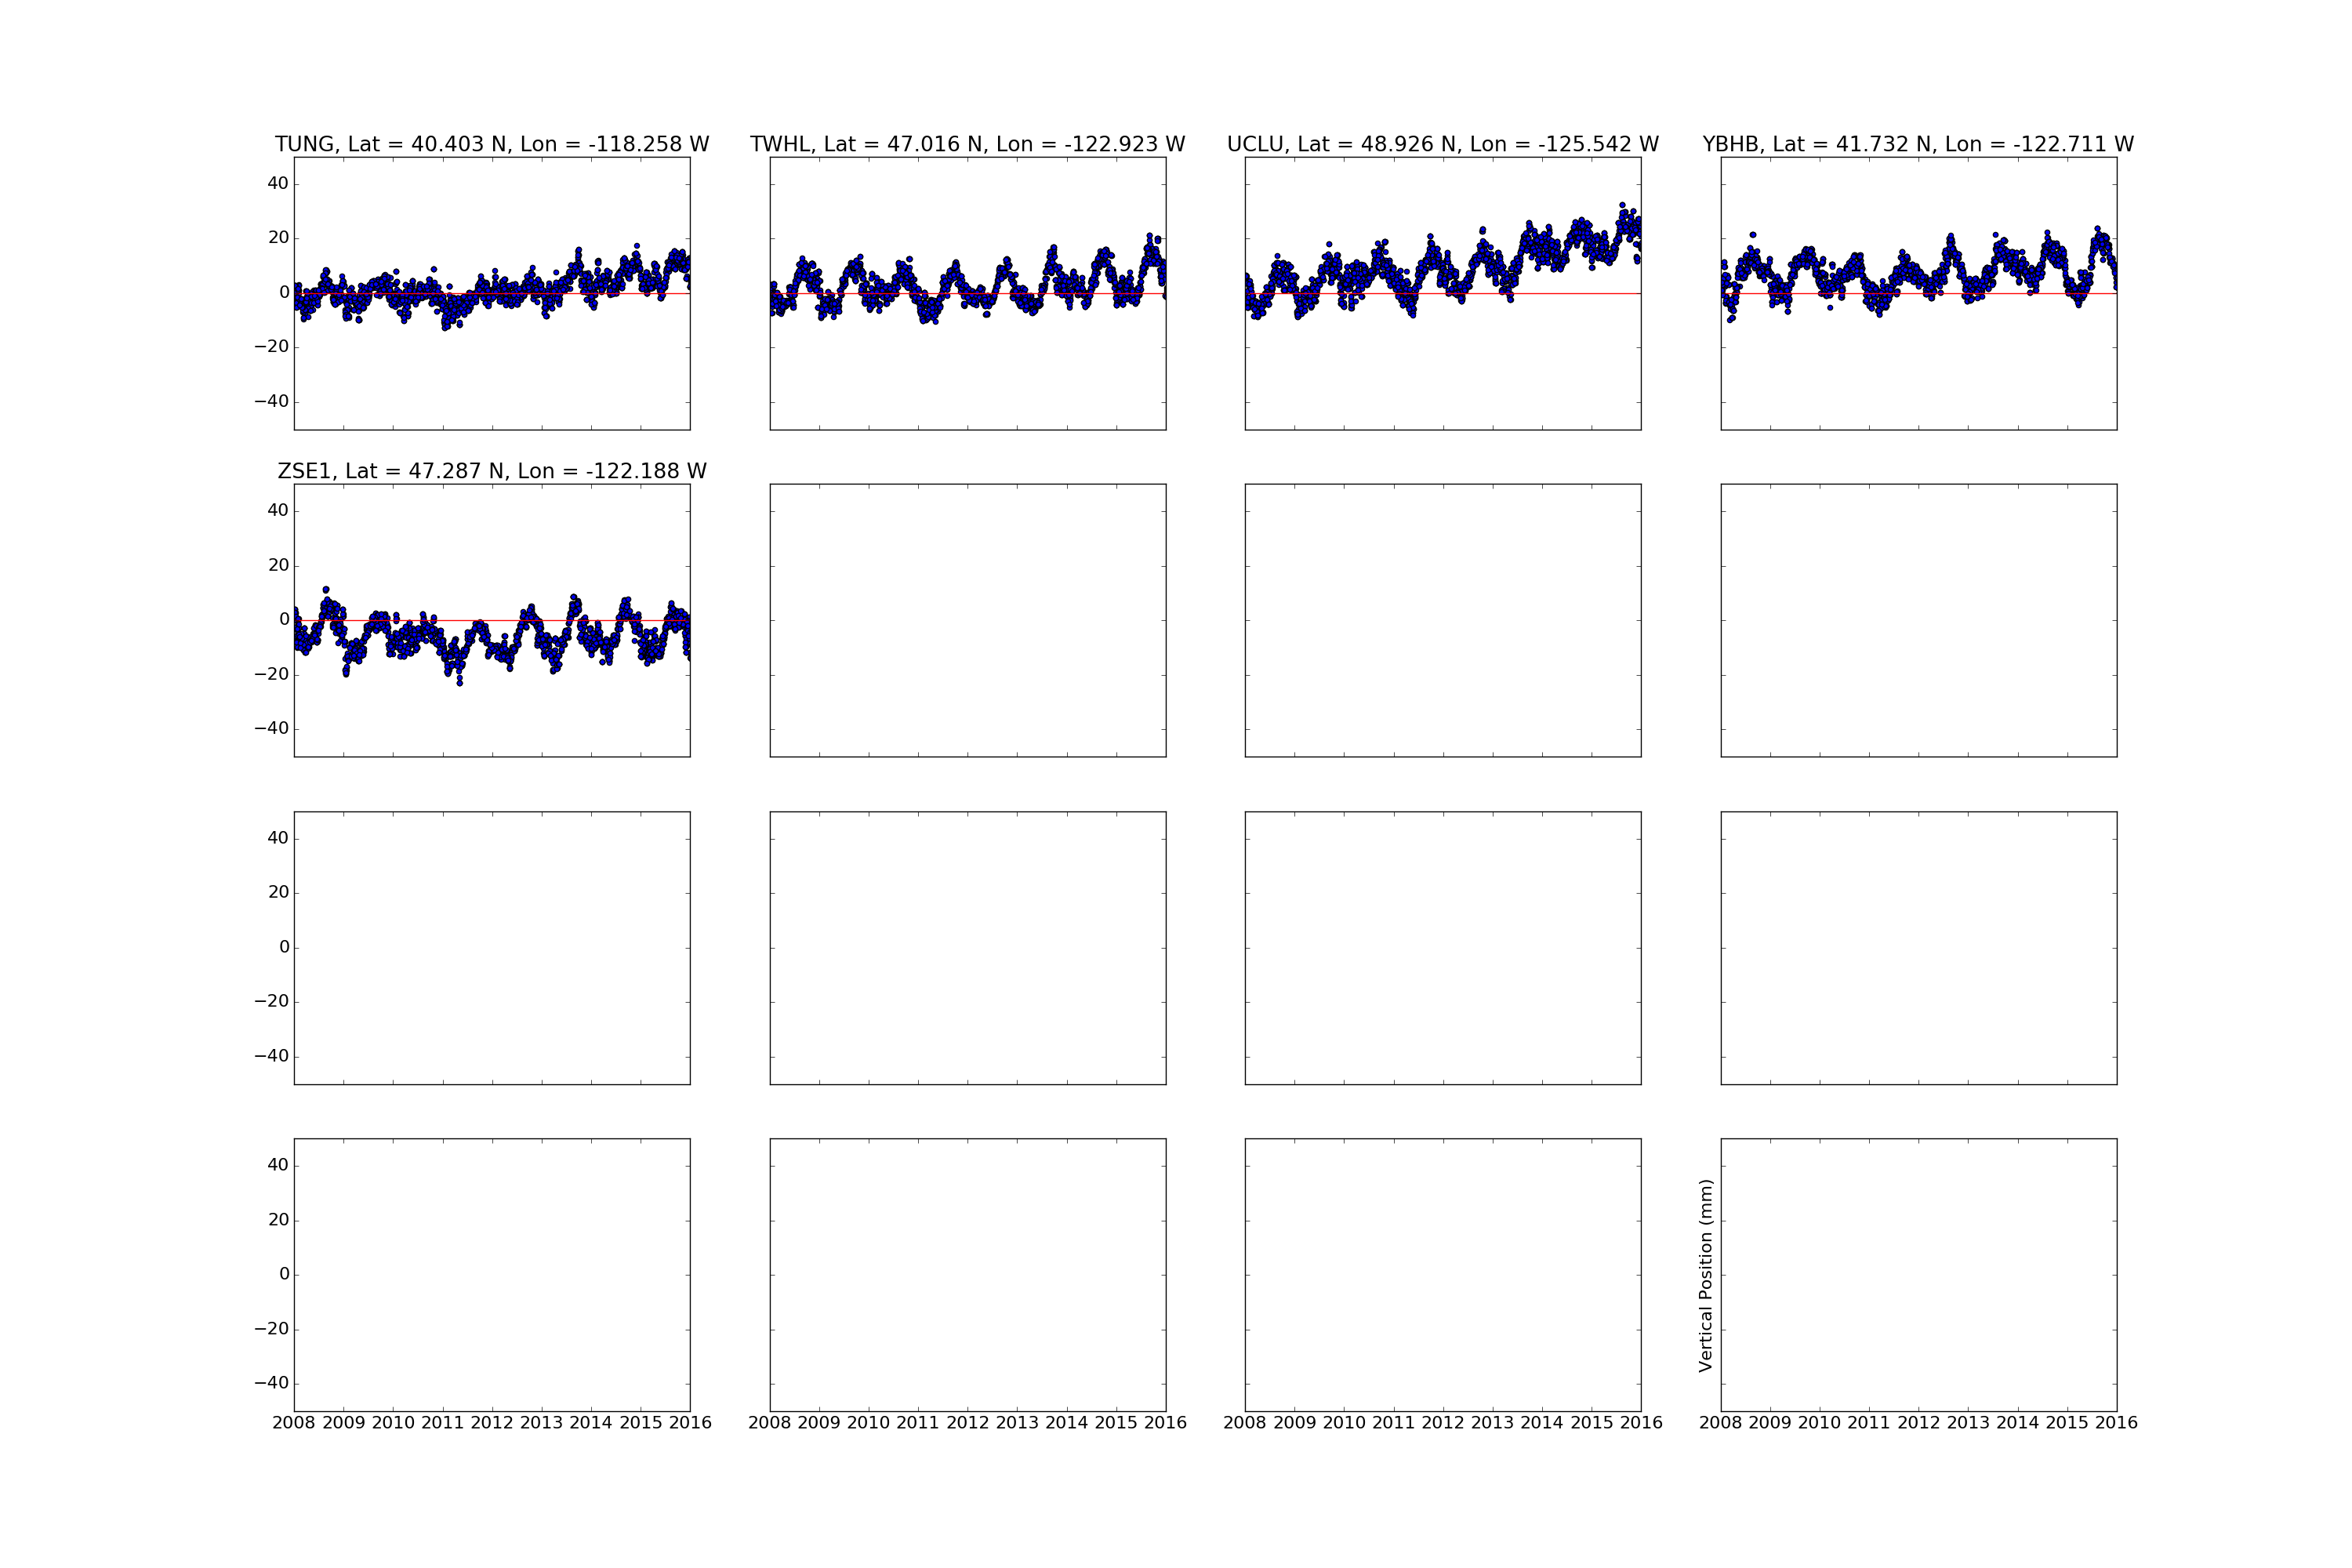 TUNG, Lat = 40.403 N, Lon = -118.258 W
TWHL, Lat = 47.016 N, Lon = -122.923 W
UCLU, Lat = 48.926 N, Lon = -125.542 W
YBHB, Lat = 41.732 N, Lon = -122.711 W
40
20
0
−20
−40
ZSE1, Lat = 47.287 N, Lon = -122.188 W
40
20
0
−20
−40
40
20
0
−20
−40
40
20
0
−20
−40
Vertical Position (mm)
2008 2009 2010 2011 2012 2013 2014 2015 2016
2008 2009 2010 2011 2012 2013 2014 2015 2016
2008 2009 2010 2011 2012 2013 2014 2015 2016
2008 2009 2010 2011 2012 2013 2014 2015 2016